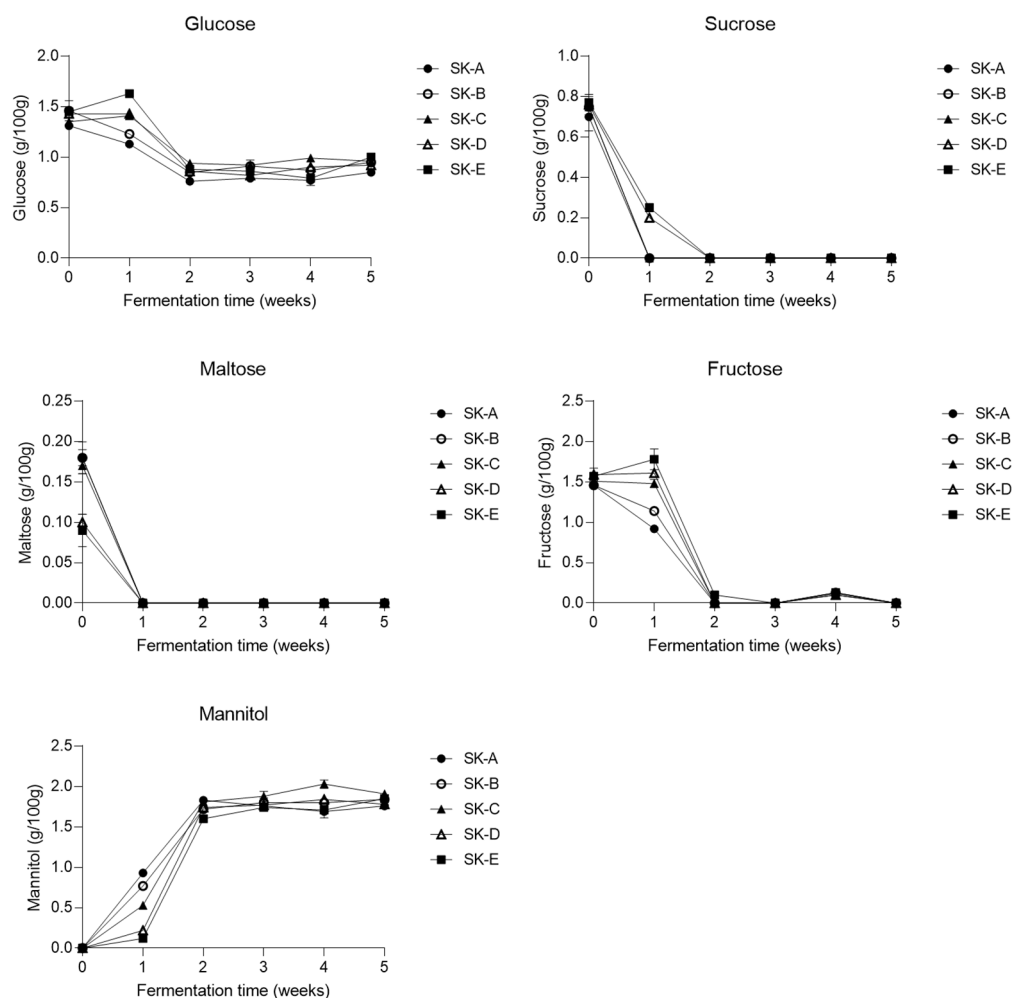 Glucose
2.0
1.5
1.0
0.5
0.0
Glucose (g/100g)
0 1 2 3 4 5
Fermentation time (weeks)
SK-A
SK-B
SK-C
SK-D
SK-E
Sucrose
1.0
0.8
0.6
0.4
0.2
0.0
Sucrose (g/100g)
0 1 2 3 4 5
Fermentation time (weeks)
SK-A
SK-B
SK-C
SK-D
SK-E
Maltose
0.25
0.20
0.15
0.10
0.05
0.00
Maltose (g/100g)
0 1 2 3 4 5
Fermentation time (weeks)
SK-A
SK-B
SK-C
SK-D
SK-E
Fructose
2.5
2.0
1.5
1.0
0.5
0.0
Fructose (g/100g)
0 1 2 3 4 5
Fermentation time (weeks)
SK-A
SK-B
SK-C
SK-D
SK-E
Mannitol
2.5
2.0
1.5
1.0
0.5
0.0
Mannitol (g/100g)
0 1 2 3 4 5
Fermentation time (weeks)
SK-A
SK-B
SK-C
SK-D
SK-E